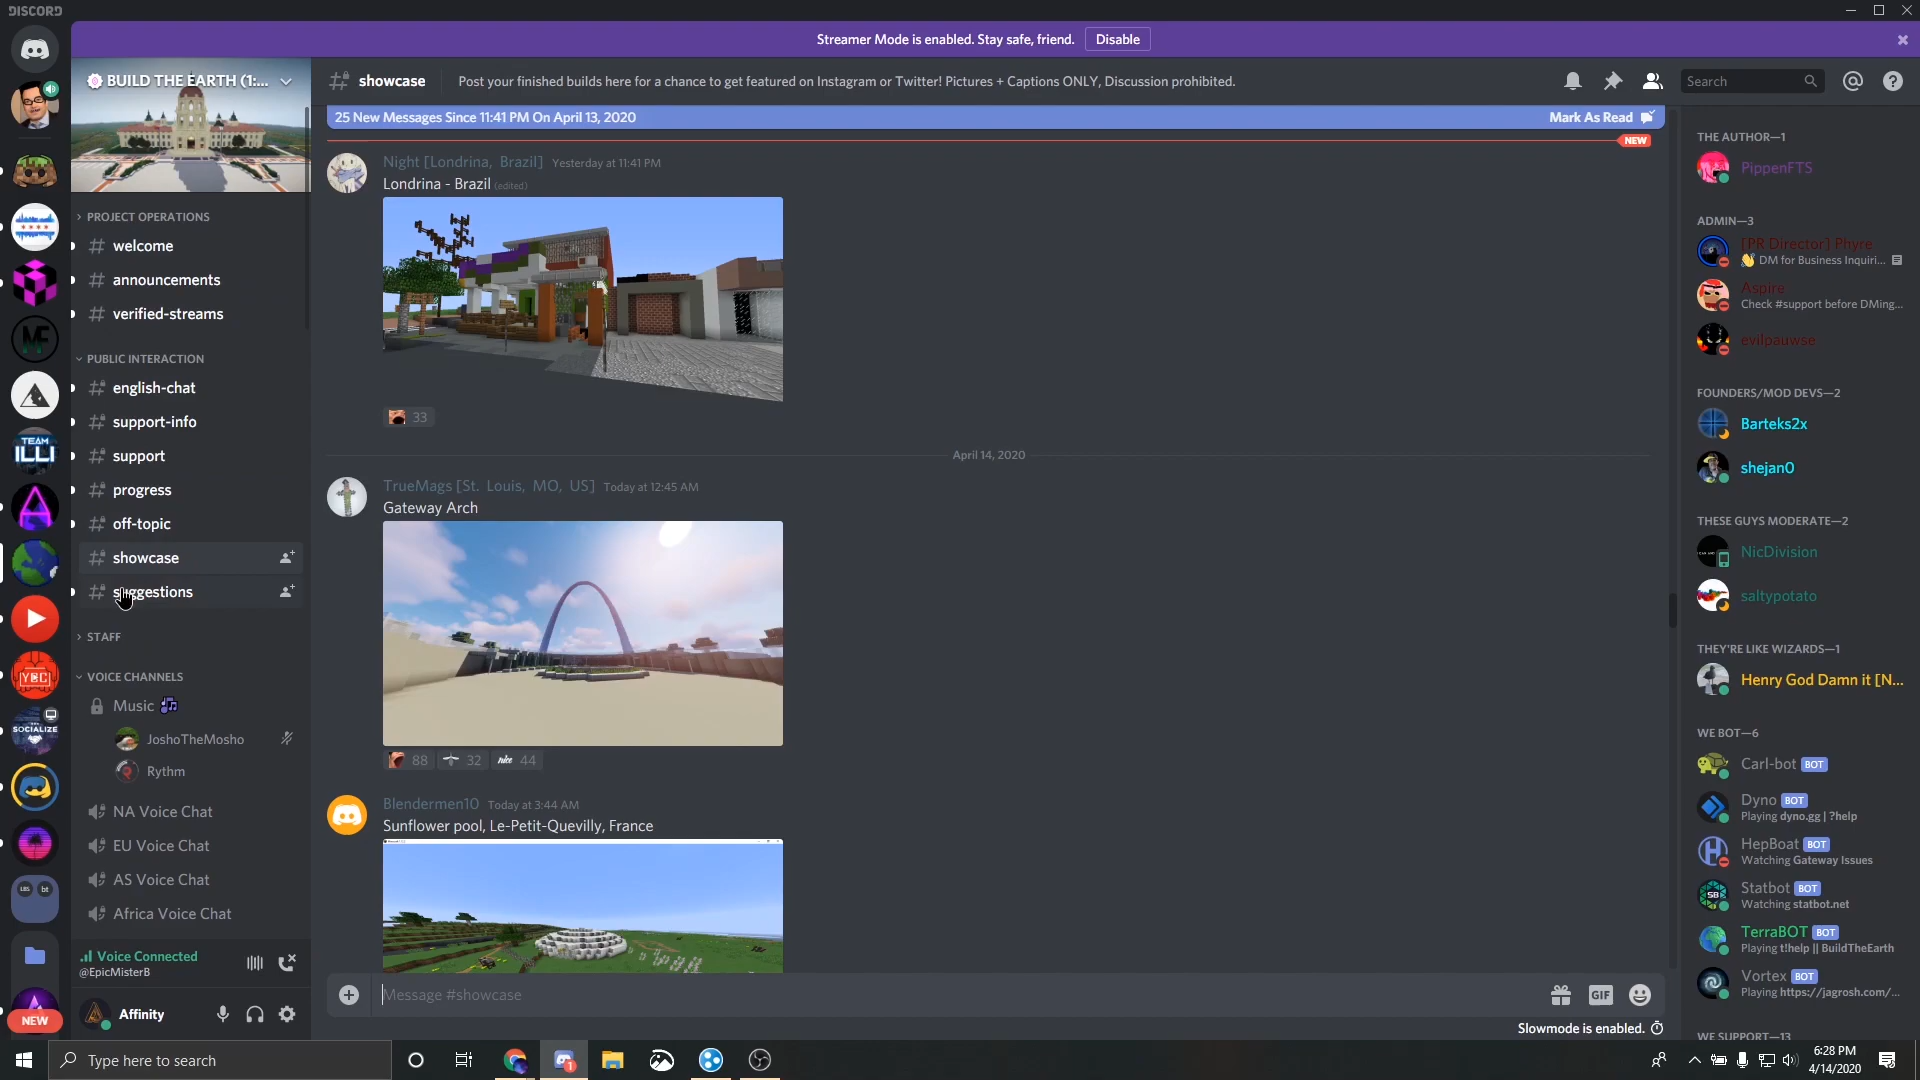 DISCORD
Streamer Mode is enabled. Stay safe, friend.
Disable
BUILD THE EARTH (1:...
showcase
Post your finished builds here for a chance to get featured on Instagram or Twitter! Pictures + Captions ONLY, Discussion prohibited.
Search
25 New Messages Since 11:41 PM On April 13, 2020
Mark As Read
NEW
PROJECT OPERATIONS
welcome
announcements
verified-streams
PUBLIC INTERACTION
english-chat
support-info
support
progress
off-topic
showcase
suggestions
STAFF
VOICE CHANNELS
Music
JoshoTheMosho
Rythm
NA Voice Chat
EU Voice Chat
AS Voice Chat
Africa Voice Chat
Voice Connected
@EpicMisterB
Affinity
MF
TEAM
ILLI
YBC
SOCIALIZE
NEW
Night [Londrina, Brazil] Yesterday at 11:41 PM
Londrina - Brazil (edited)
33
April 14, 2020
TrueMags [St. Louis, MO, US] Today at 12:45 AM
Gateway Arch
88
32
nice 44
Blendermen10 Today at 3:44 AM
Sunflower pool, Le-Petit-Quevilly, France
Message #showcase
GIF
Slowmode is enabled.
THE AUTHOR—1
PippenFTS
ADMIN—3
[PR Director] Phyre
DM for Business Inquiri...
Aspire
Check #support before DMing...
evilpauwse
FOUNDERS/MOD DEVS—2
Barteks2x
shejan0
THESE GUYS MODERATE—2
NicDivision
saltypotato
THEY'RE LIKE WIZARDS—1
Henry God Damn it [N...
WE BOT—6
Carl-bot BOT
Dyno BOT
Playing dyno.gg | ?help
HepBoat BOT
Watching Gateway Issues
Statbot BOT
Watching statbot.net
TerraBOT BOT
Playing t!help || BuildTheEarth
Vortex BOT
Playing https://jagrosh.com/...
WE SUPPORT—13
Type here to search
1
6:28 PM
4/14/2020